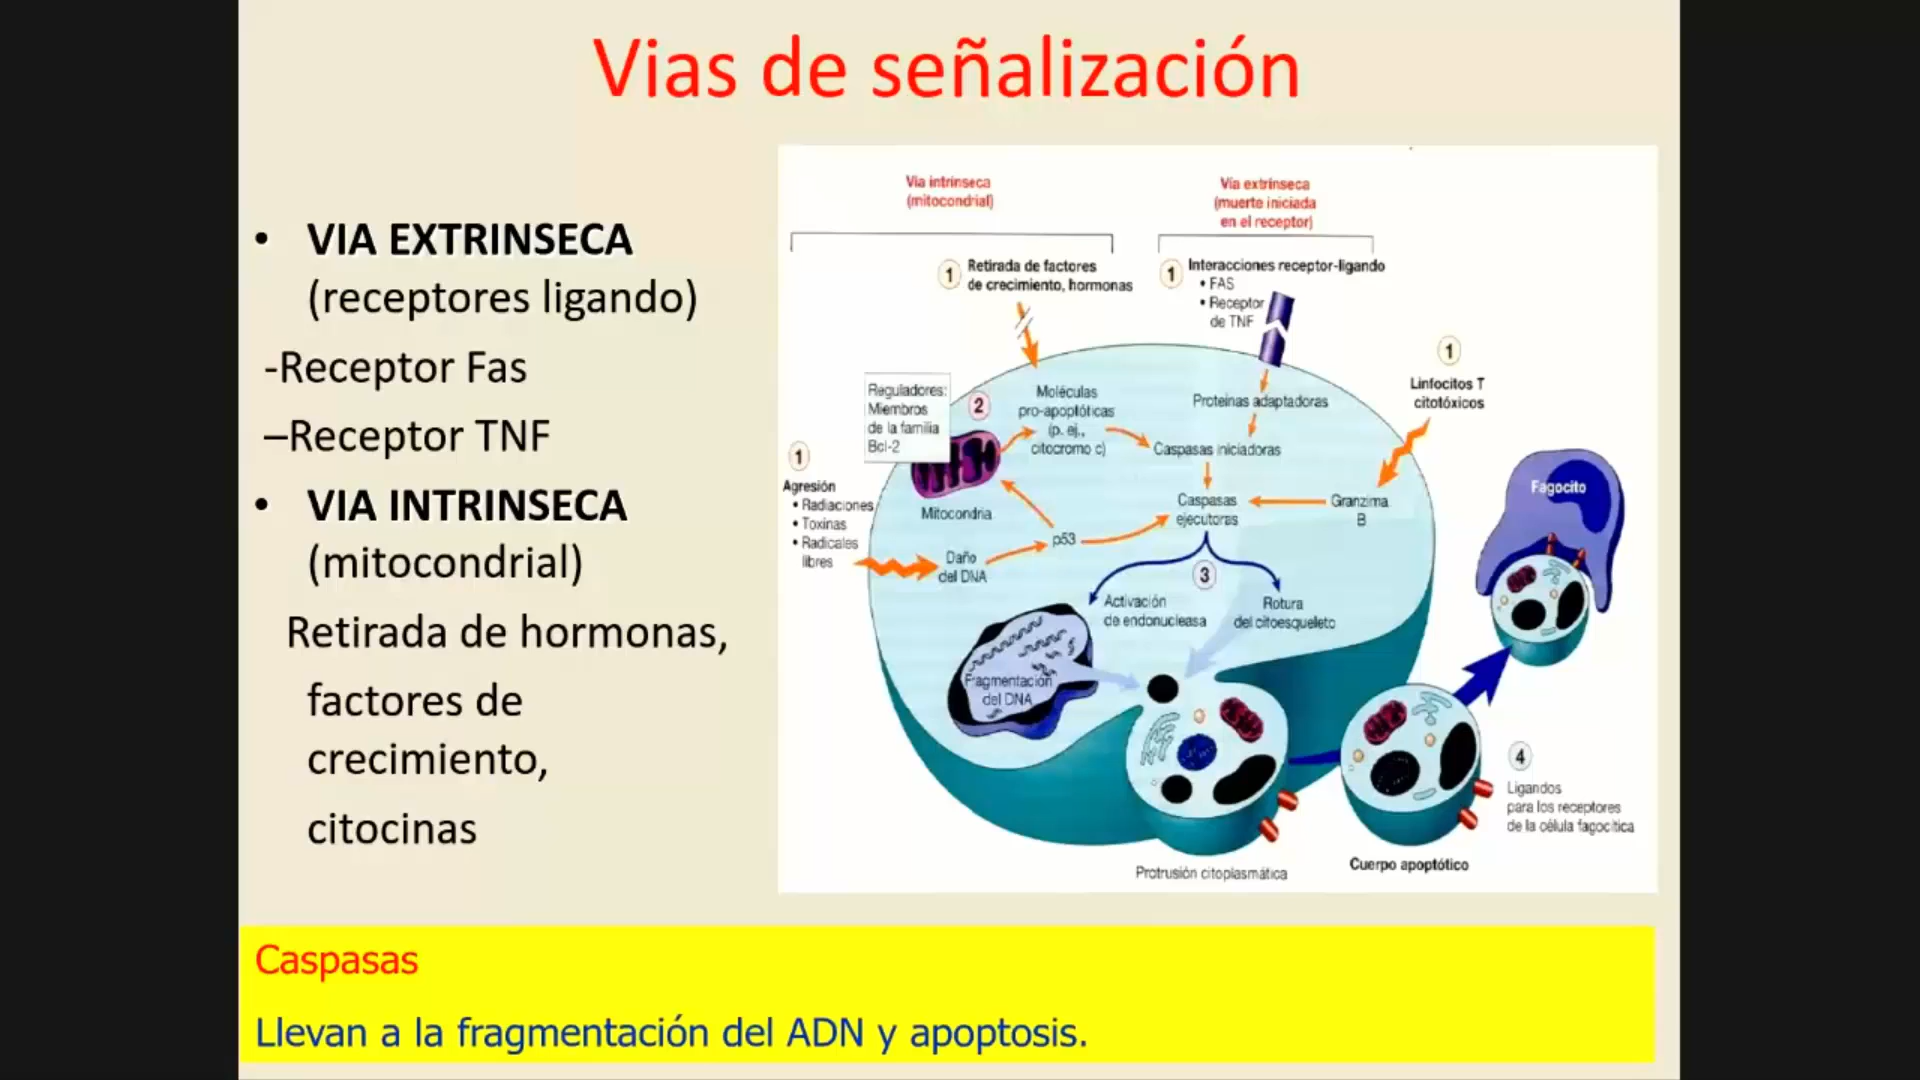 Vias de señalización
• VIA EXTRINSECA
(receptores ligando)
-Receptor Fas
–Receptor TNF
• VIA INTRINSECA
(mitocondrial)
Retirada de hormonas,
factores de
crecimiento,
citocinas
Vía intrínseca
(mitocondrial)
Vía extrínseca
(muerte iniciada
en el receptor)
1
Retirada de factores
de crecimiento, hormonas
1
Interacciones receptor-ligando
• FAS
• Receptor
de TNF
1
Linfocitos T
citotóxicos
Reguladores:
Miembros
de la familia
Bcl-2
2
Moléculas
pro-apoptóticas
(p. ej.,
citocromo c)
Proteínas adaptadoras
Caspasas iniciadoras
1
Agresión
• Radiaciones
• Toxinas
• Radicales
libres
Mitocondria
Caspasas
ejecutoras
Granzima
B
p53
Daño
del DNA
3
Activación
de endonucleasa
Rotura
del citoesqueleto
Fragmentación
del DNA
Fagocito
4
Ligandos
para los receptores
de la célula fagocítica
Protrusión citoplasmática
Cuerpo apoptótico
Caspasas
Llevan a la fragmentación del ADN y apoptosis.